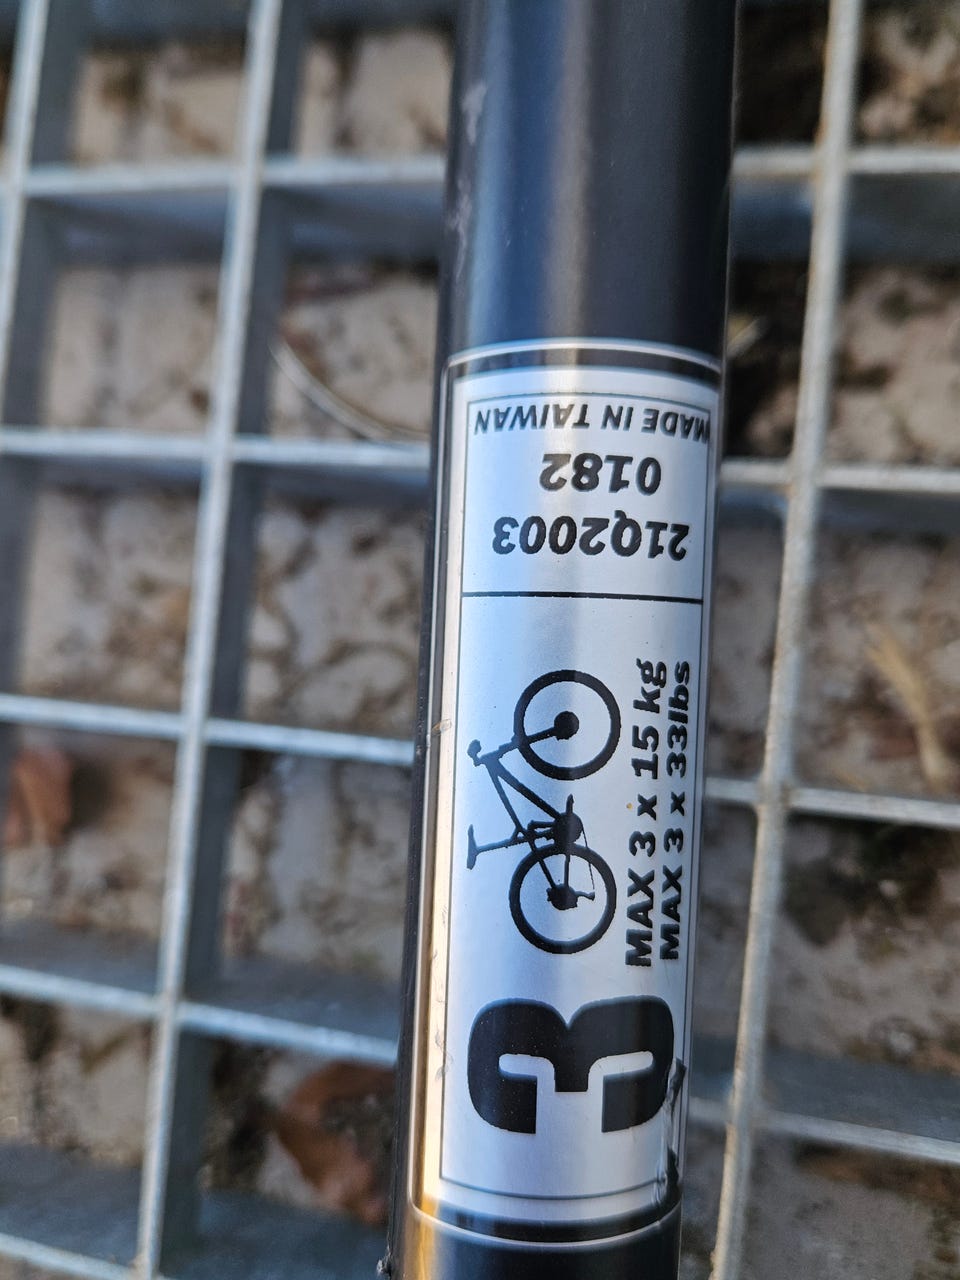 3
MAX 3 x 15 kg
MAX 3 x 33lbs
21Q2003
0182
MADE IN TAIWAN